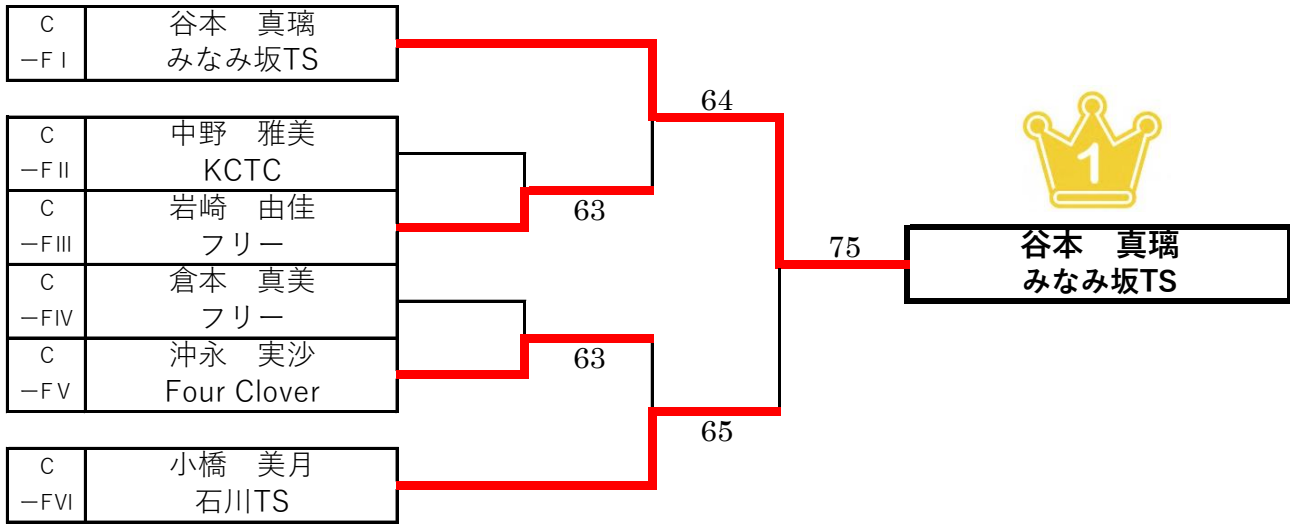 C
－FⅠ
谷本　真璃
みなみ坂TS
C
－FⅡ
中野　雅美
KCTC
C
－FⅢ
岩崎　由佳
フリー
C
－FⅣ
倉本　真美
フリー
C
－FⅤ
沖永　実沙
Four Clover
C
－FⅥ
小橋　美月
石川TS
63
63
64
65
75
1
谷本　真璃
みなみ坂TS